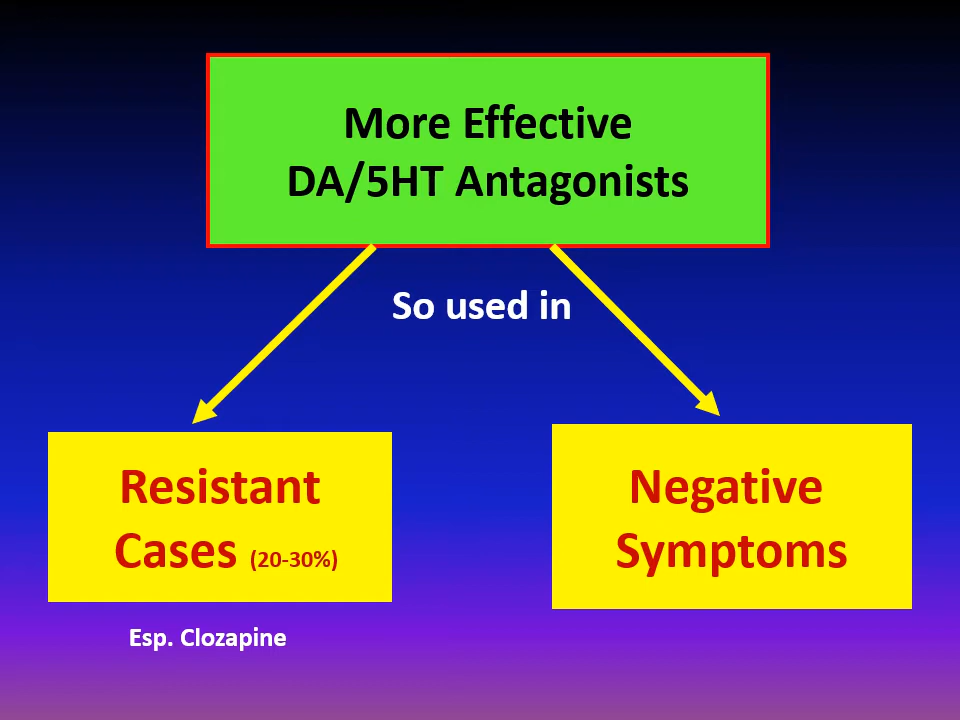 More Effective
DA/5HT Antagonists
So used in
Resistant
Cases (20-30%)
Esp. Clozapine
Negative
Symptoms